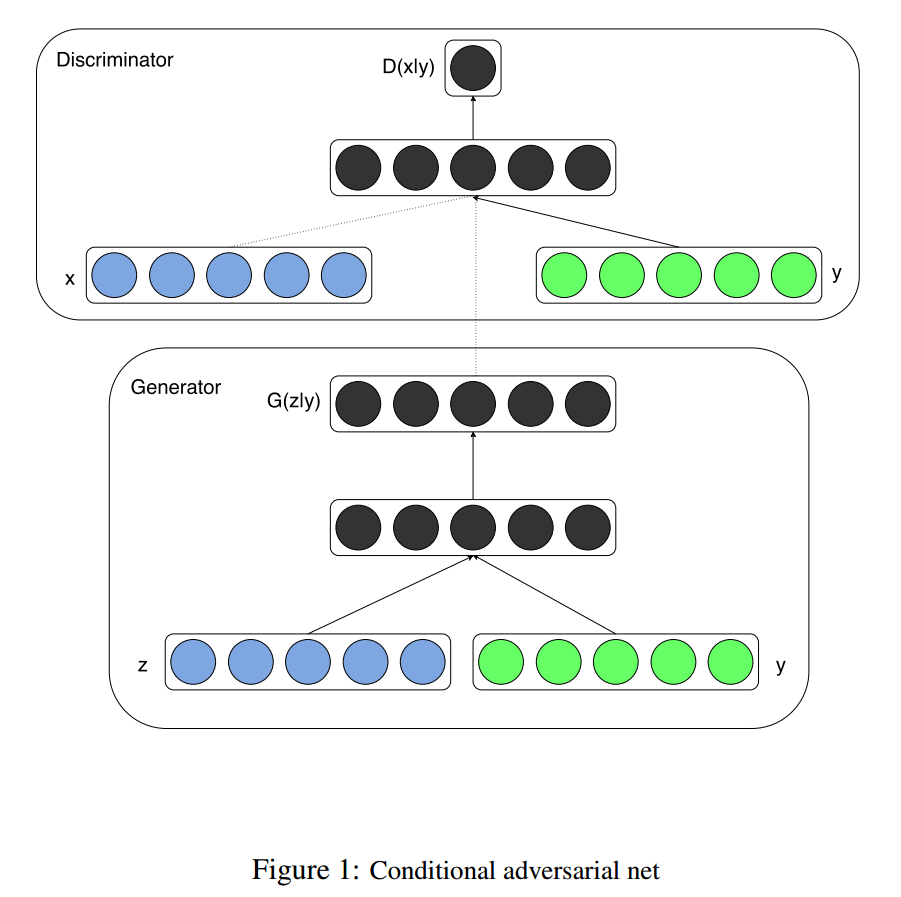 Discriminator
D(x|y)
x
y
Generator
G(z|y)
z
y
Figure 1: Conditional adversarial net